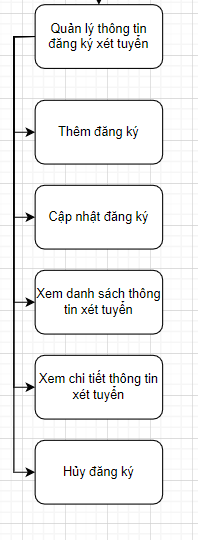 Quản lý thông tin
đăng ký xét tuyển
Thêm đăng ký
Cập nhật đăng ký
Xem danh sách thông
tin xét tuyển
Xem chi tiết thông tin
xét tuyển
Hủy đăng ký